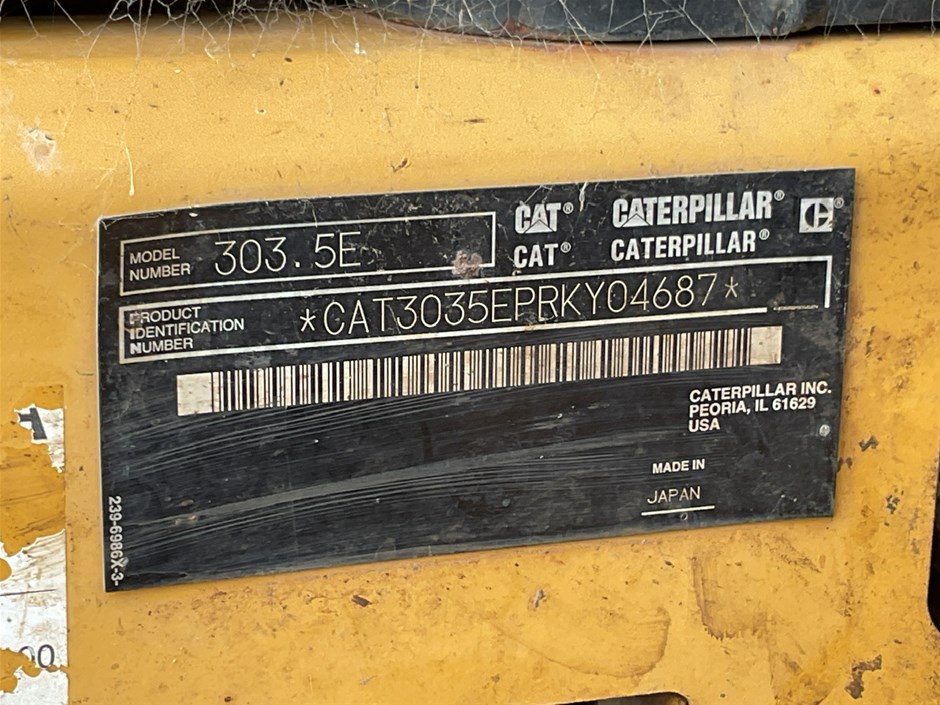 MODEL
NUMBER
303.5E
CAT® CATERPILLAR®
CAT® CATERPILLAR®
PRODUCT
IDENTIFICATION
NUMBER
*CAT3035EPRKY04687*
CATERPILLAR INC.
PEORIA, IL 61629
USA
MADE IN
JAPAN
239-6986X-3-
00